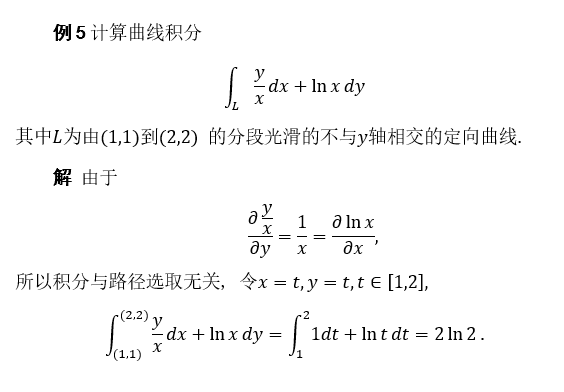 例 5 计算曲线积分
∫_L y/x dx + ln x dy
其中L为由(1,1)到(2,2) 的分段光滑的不与y轴相交的定向曲线.
解 由于
∂(y/x)/∂y = 1/x = ∂ ln x/∂x,
所以积分与路径选取无关, 令x = t, y = t, t ∈ [1,2],
∫_(1,1)^(2,2) y/x dx + ln x dy = ∫_1^2 1dt + ln t dt = 2 ln 2 .